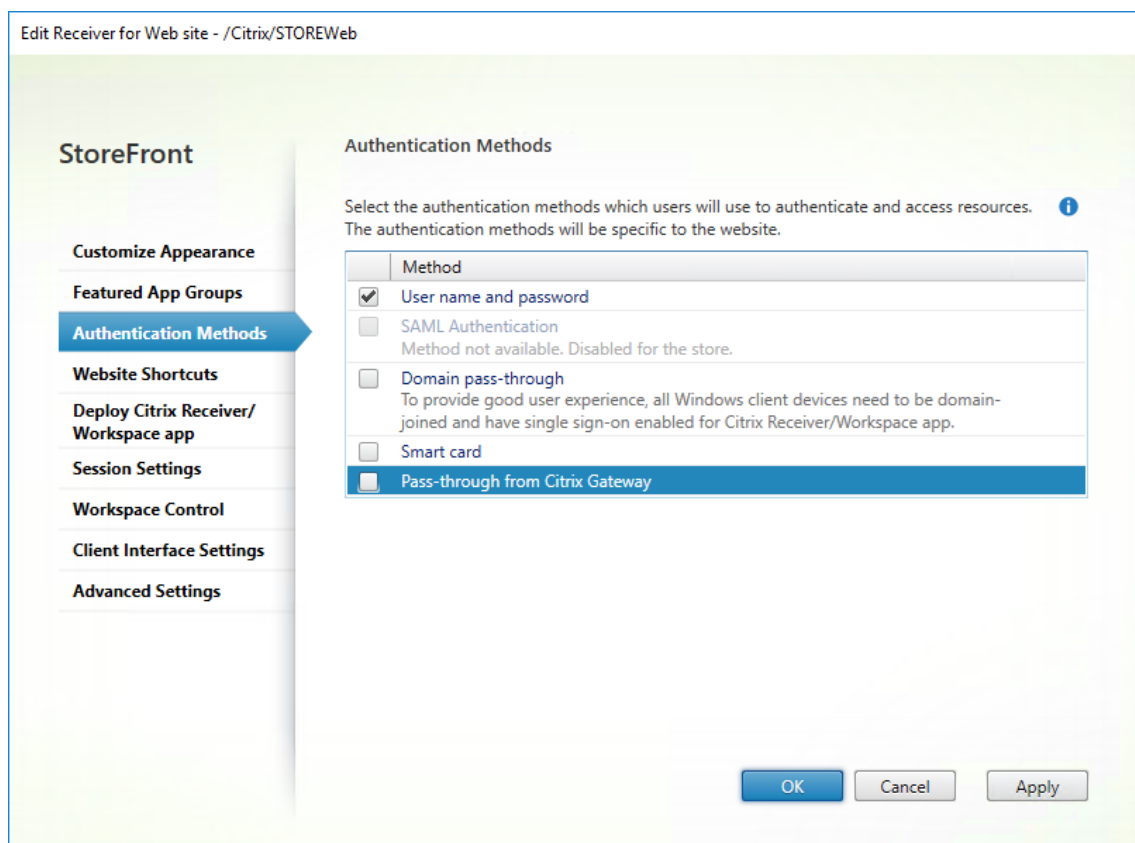 Edit Receiver for Web site - /Citrix/STOREWeb
StoreFront
Customize Appearance
Featured App Groups
Authentication Methods
Website Shortcuts
Deploy Citrix Receiver/
Workspace app
Session Settings
Workspace Control
Client Interface Settings
Advanced Settings
Authentication Methods
Select the authentication methods which users will use to authenticate and access resources.
The authentication methods will be specific to the website.
Method
User name and password
SAML Authentication
Method not available. Disabled for the store.
Domain pass-through
To provide good user experience, all Windows client devices need to be domain-
joined and have single sign-on enabled for Citrix Receiver/Workspace app.
Smart card
Pass-through from Citrix Gateway
OK
Cancel
Apply